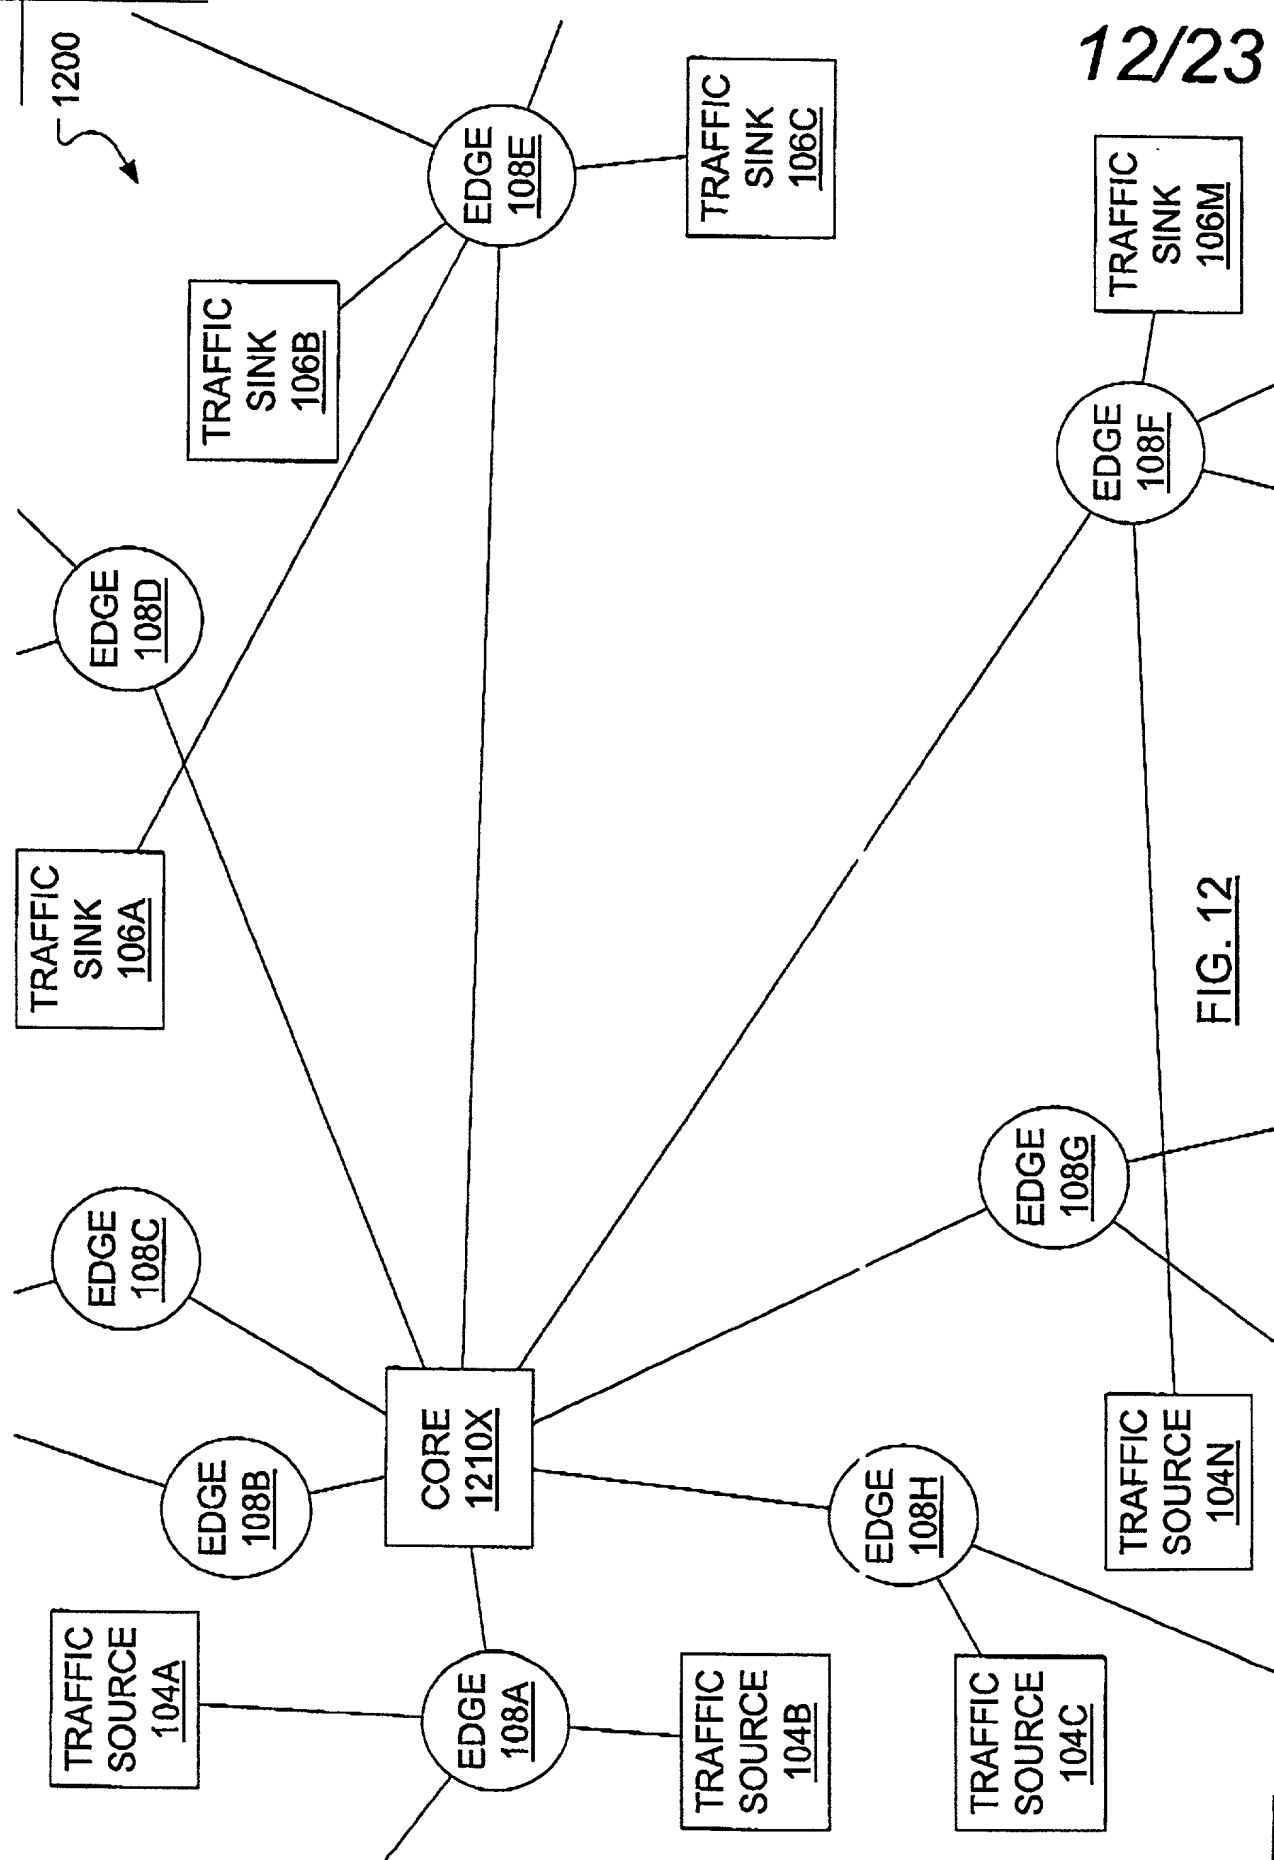 12/23
1200
TRAFFIC
SOURCE
104A
EDGE
108B
EDGE
108C
TRAFFIC
SINK
106A
EDGE
108D
TRAFFIC
SINK
106B
EDGE
108A
CORE
1210X
EDGE
108E
TRAFFIC
SOURCE
104B
TRAFFIC
SINK
106C
TRAFFIC
SOURCE
104C
EDGE
108H
EDGE
108G
EDGE
108F
TRAFFIC
SOURCE
104N
TRAFFIC
SINK
106M
FIG. 12